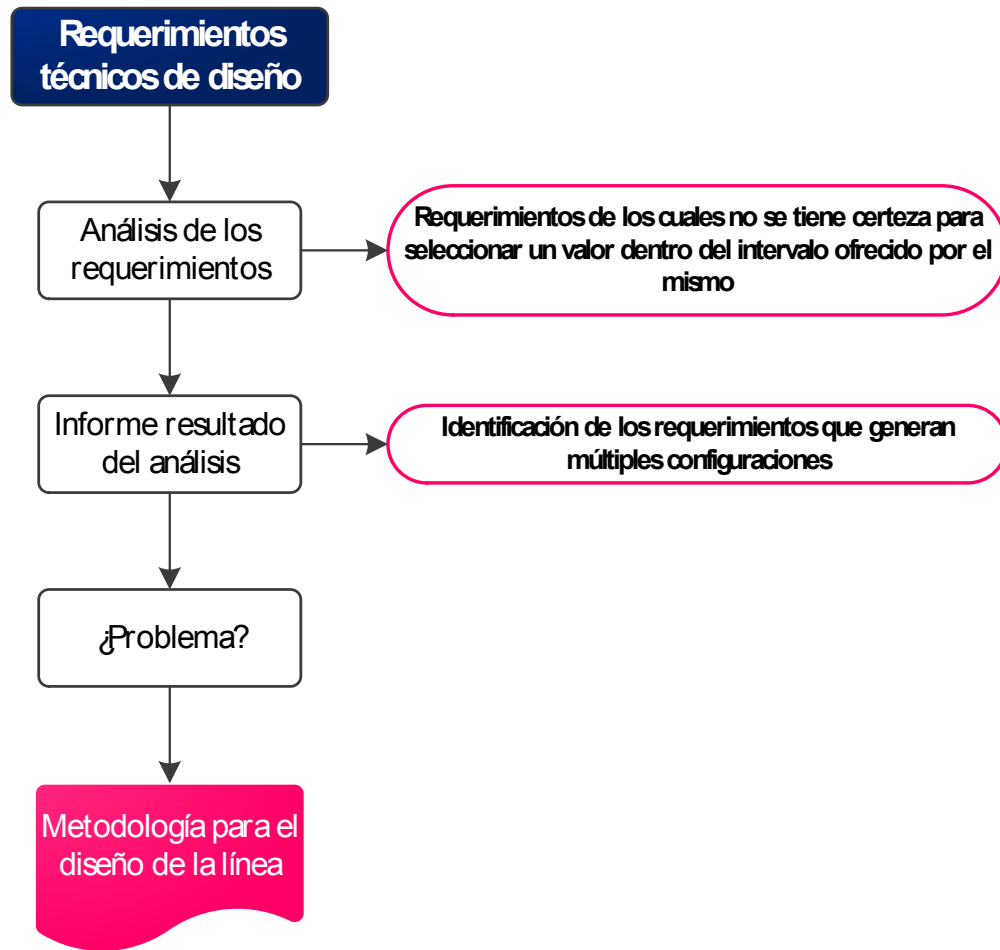 Requerimientos
técnicos de diseño
Análisis de los
requerimientos
Requerimientos de los cuales no se tiene certeza para
seleccionar un valor dentro del intervalo ofrecido por el
mismo
Informe resultado
del análisis
Identificación de los requerimientos que generan
múltiples configuraciones
¿Problema?
Metodología para el
diseño de la línea